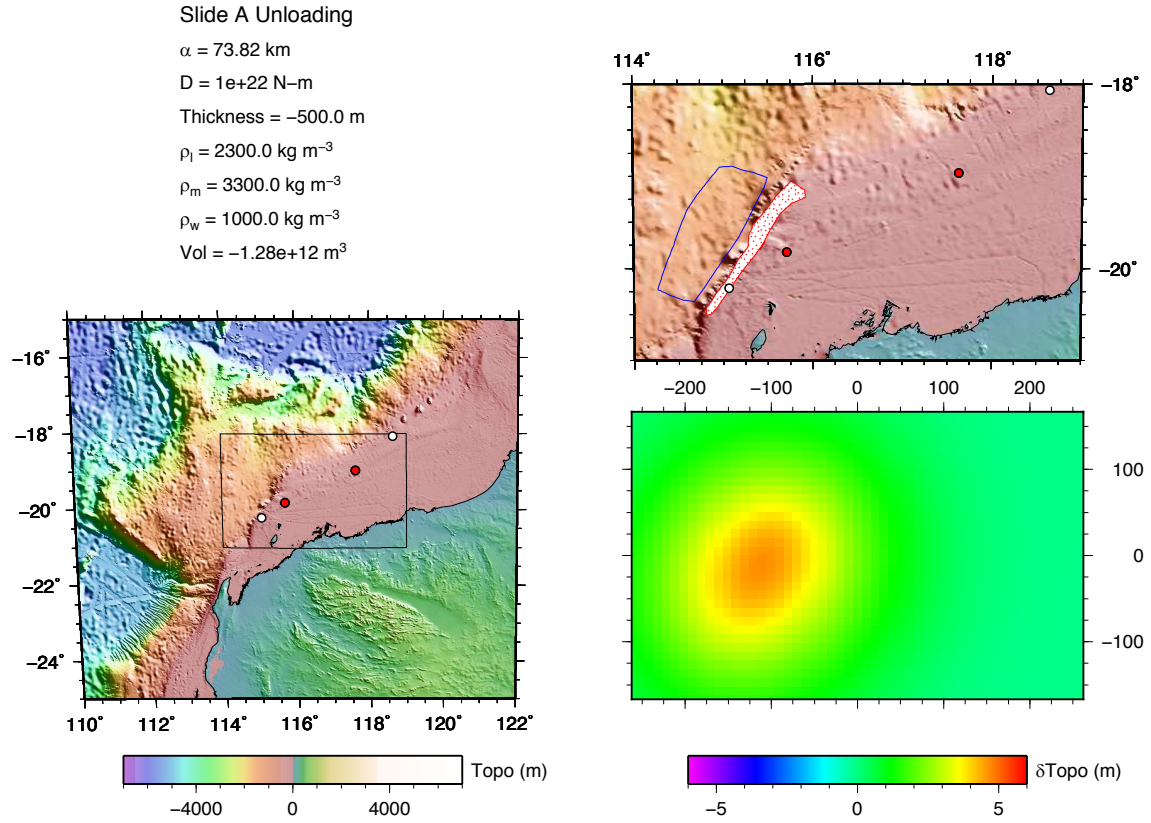 Slide A Unloading
α = 73.82 km
D = 1e+22 N−m
Thickness = −500.0 m
ρl = 2300.0 kg m−3
ρm = 3300.0 kg m−3
ρw = 1000.0 kg m−3
Vol = −1.28e+12 m3
114° 116° 118°
−18°
−20°
−16°
−18°
−20°
−22°
−24°
110° 112° 114° 116° 118° 120° 122°
−200 −100 0 100 200
100
0
−100
Topo (m)
−4000 0 4000
δTopo (m)
−5 0 5